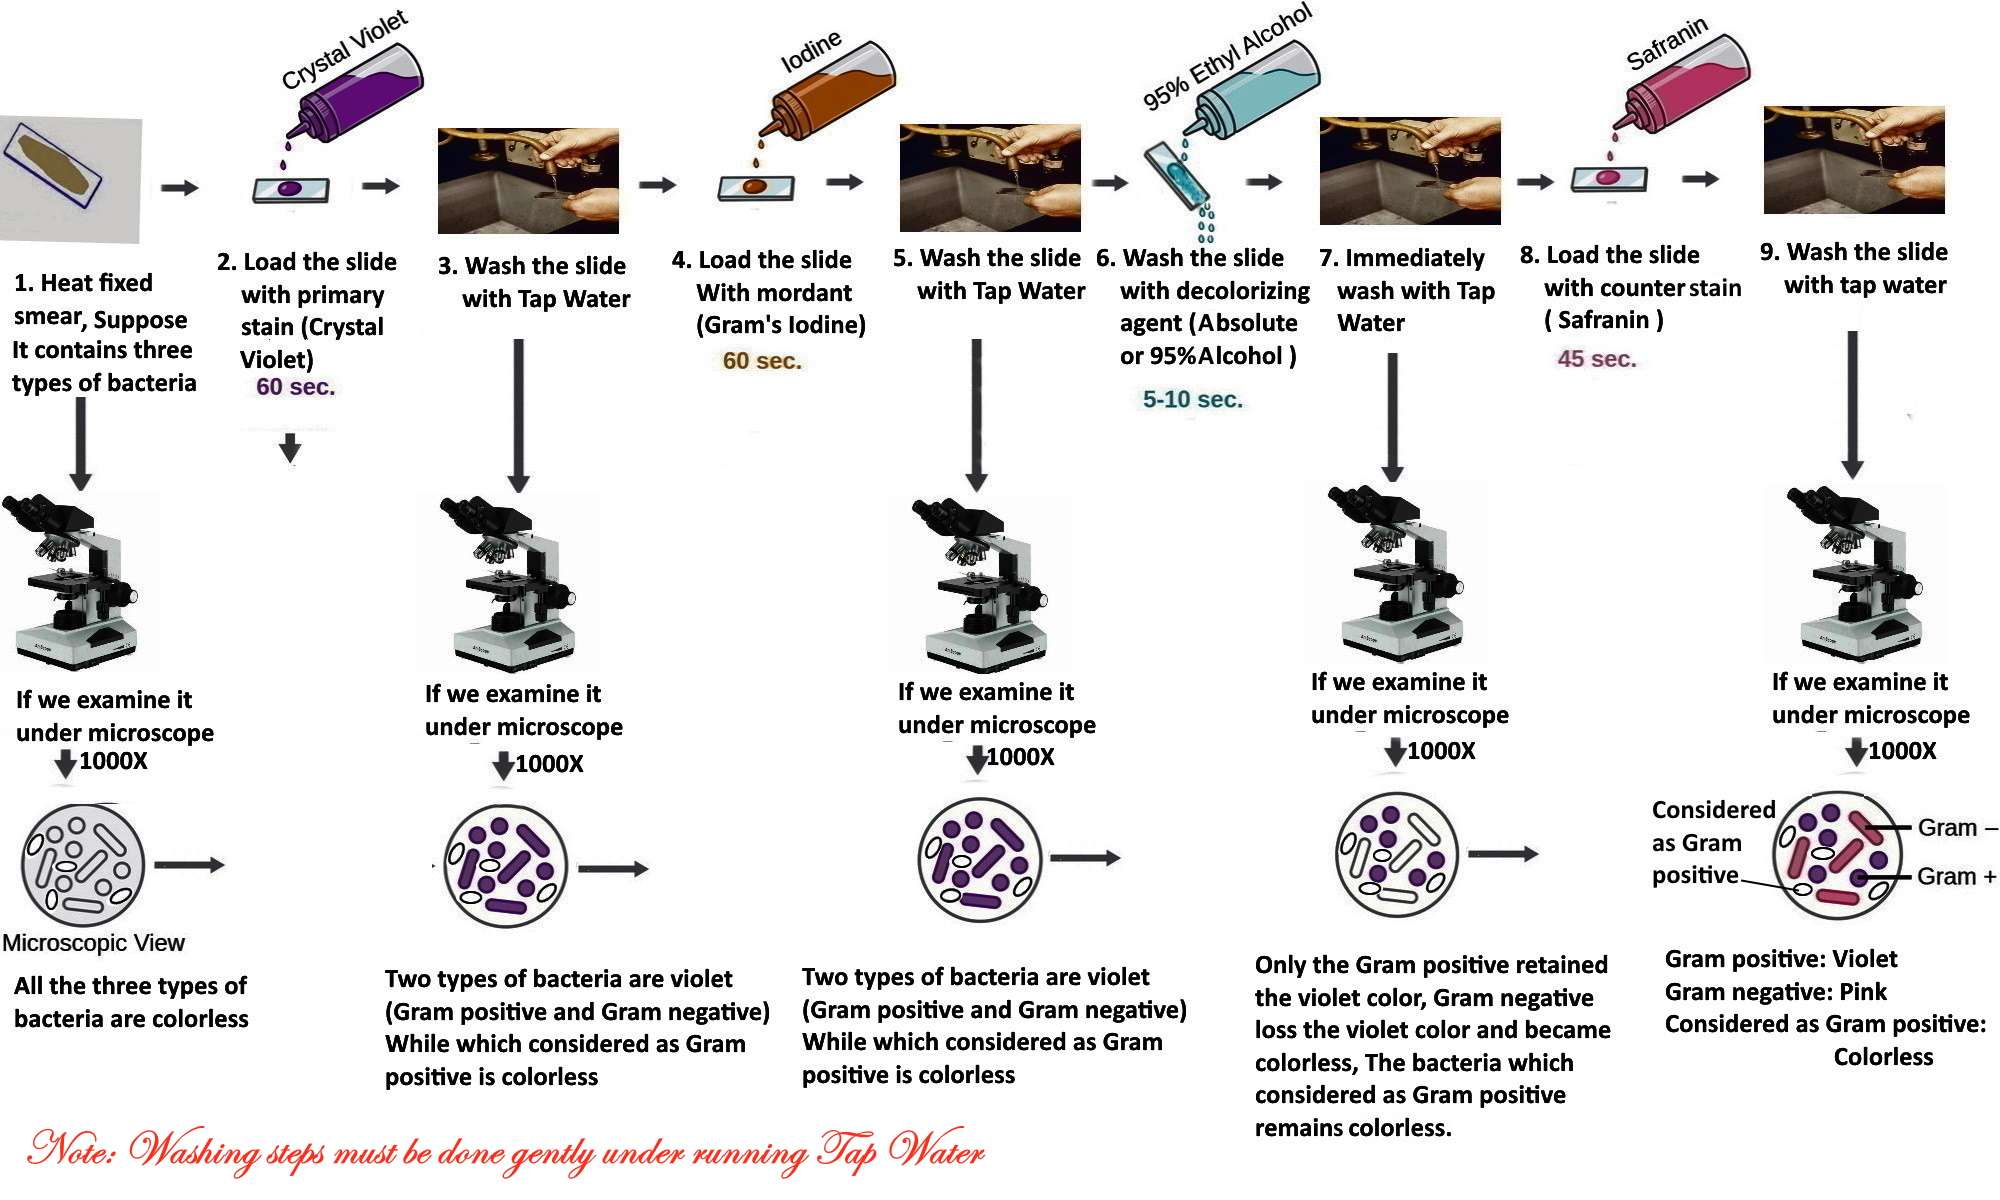 Crystal Violet
Iodine
95% Ethyl Alcohol
Safranin
1. Heat fixed
smear, Suppose
It contains three
types of bacteria
2. Load the slide
with primary
stain (Crystal
Violet)
60 sec.
3. Wash the slide
with Tap Water
4. Load the slide
With mordant
(Gram's Iodine)
60 sec.
5. Wash the slide
with Tap Water
6. Wash the slide
with decolorizing
agent (Absolute
or 95%Alcohol )
5-10 sec.
7. Immediately
wash with Tap
Water
8. Load the slide
with counter stain
( Safranin )
45 sec.
9. Wash the slide
with tap water
If we examine it
under microscope
1000X
If we examine it
under microscope
1000X
If we examine it
under microscope
1000X
If we examine it
under microscope
1000X
If we examine it
under microscope
1000X
Considered
as Gram
positive
Gram –
Gram +
Microscopic View
All the three types of
bacteria are colorless
Two types of bacteria are violet
(Gram positive and Gram negative)
While which considered as Gram
positive is colorless
Two types of bacteria are violet
(Gram positive and Gram negative)
While which considered as Gram
positive is colorless
Only the Gram positive retained
the violet color, Gram negative
loss the violet color and became
colorless, The bacteria which
considered as Gram positive
remains colorless.
Gram positive: Violet
Gram negative: Pink
Considered as Gram positive:
Colorless
Note: Washing steps must be done gently under running Tap Water